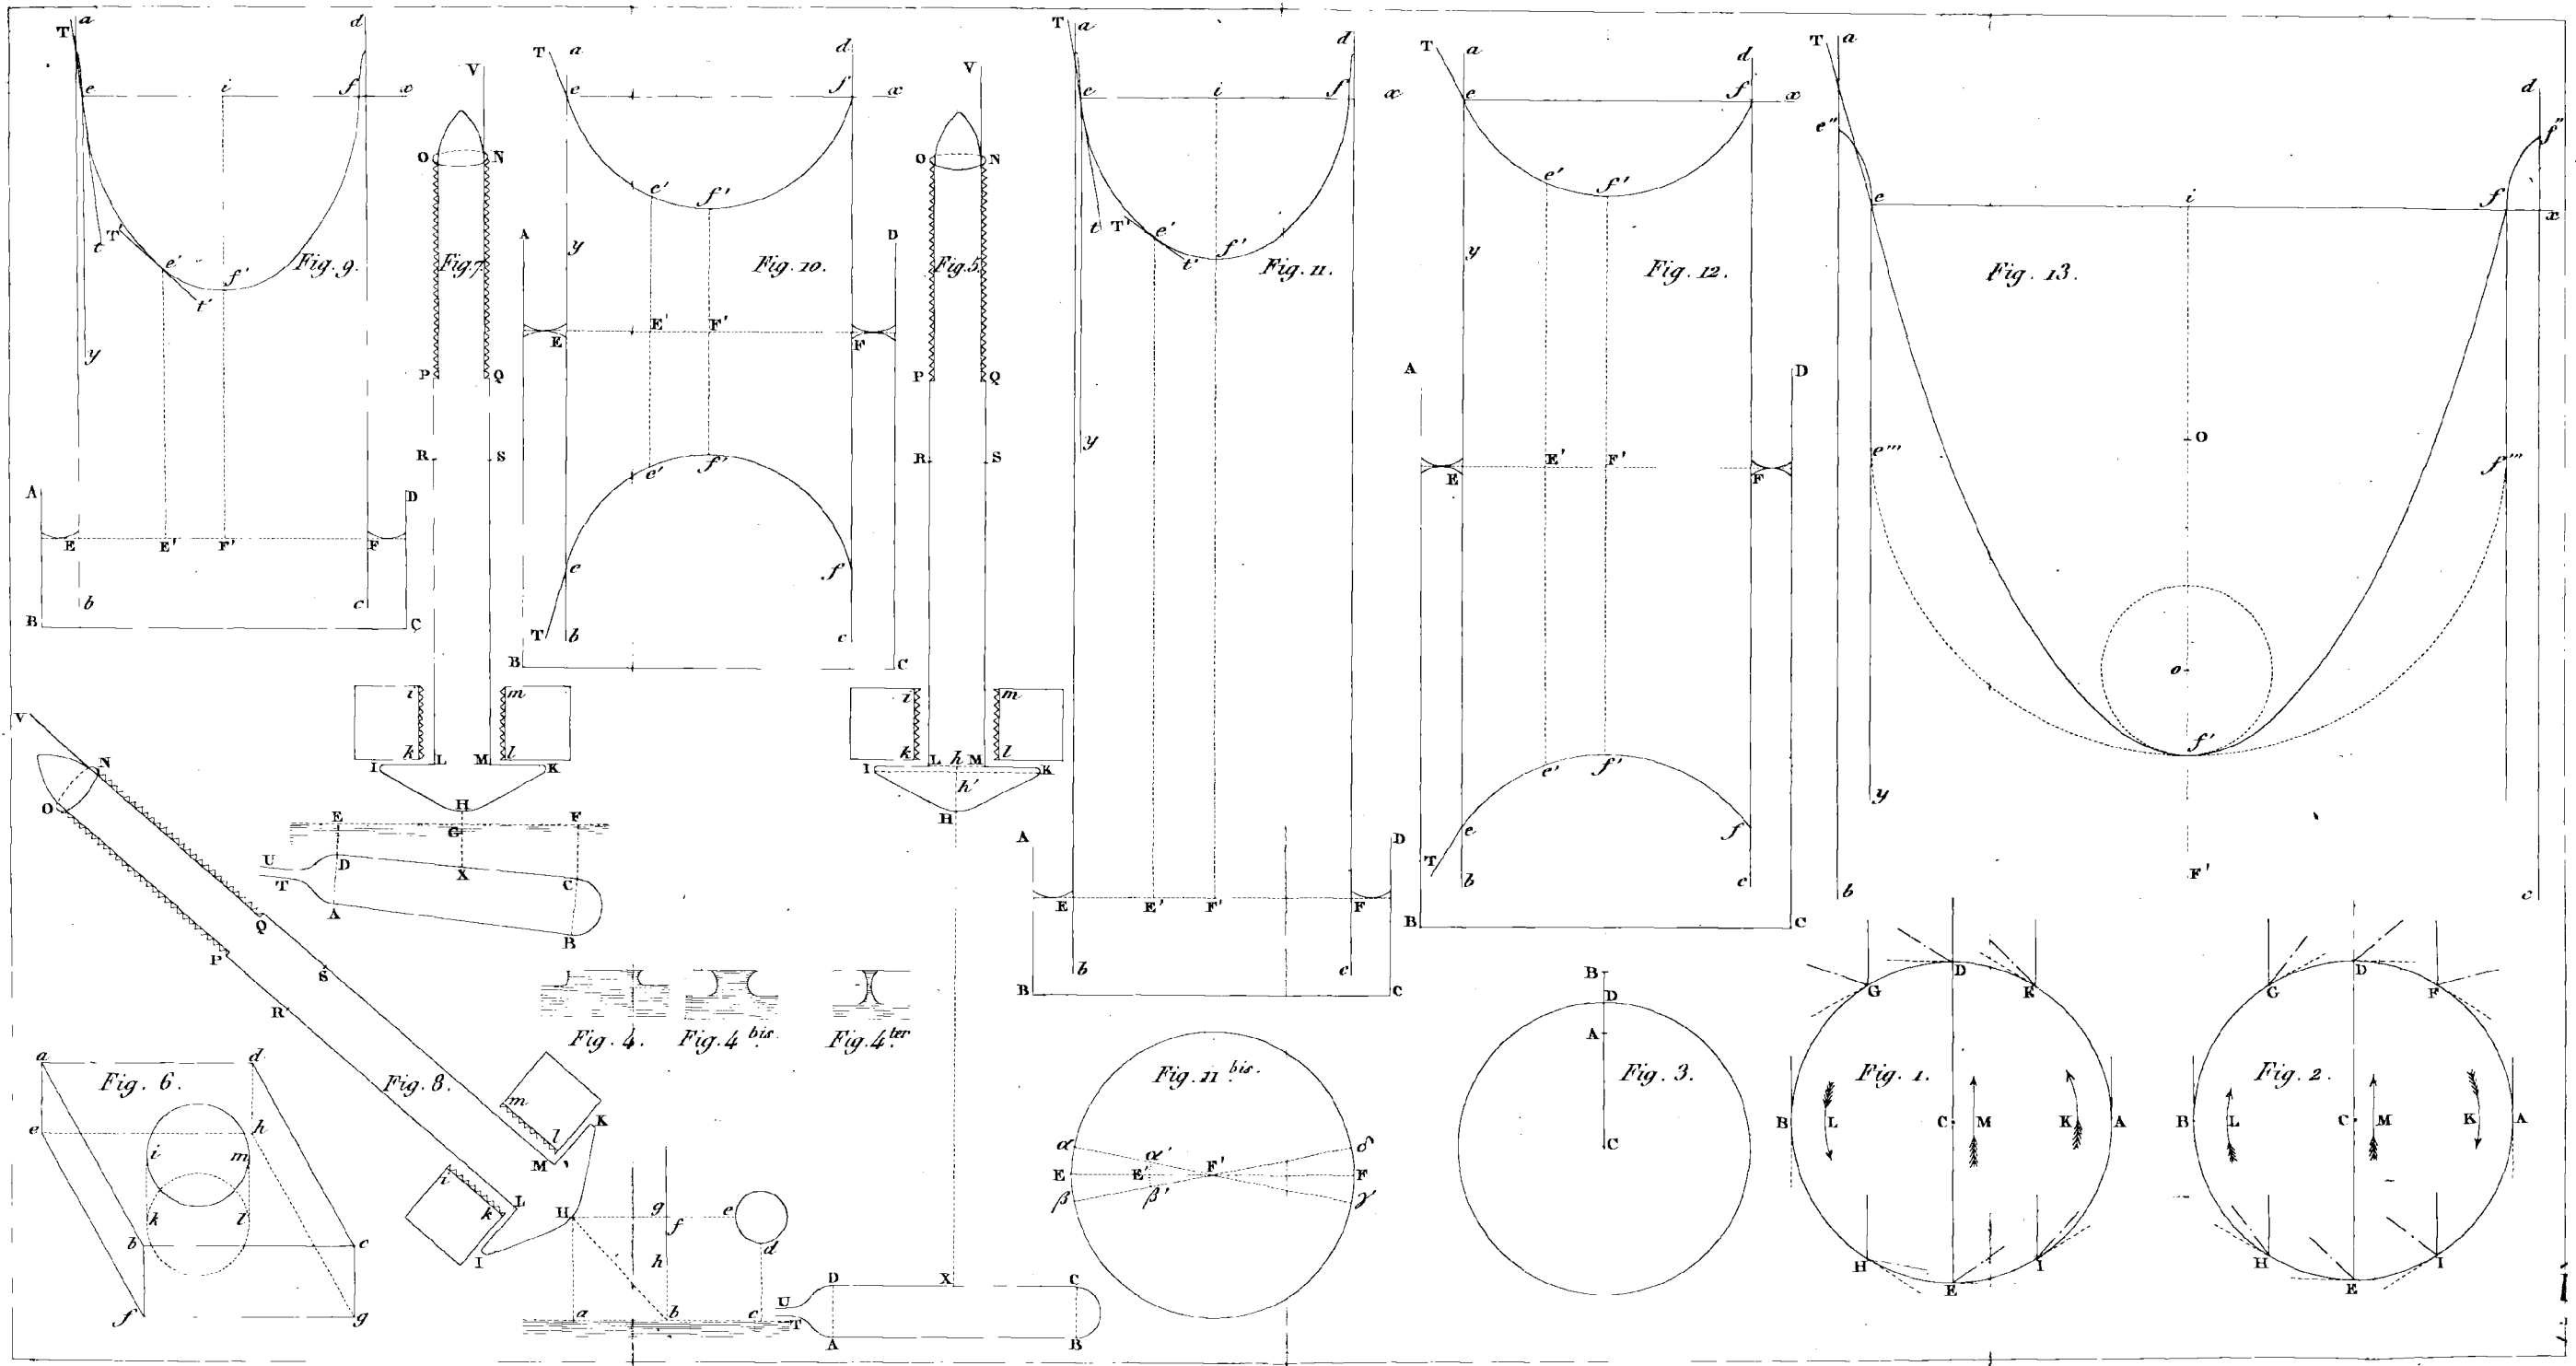 T a d
e i f x
t T' e' f' t'
Fig. 9.
y
A D
E E' F' F
b c
B C
V
O N
Fig. 7.
P Q
R S
i m
k l
I L M K
H
E G F
U D X C
T A B
T a d
e f x
e' f'
A D
y
Fig. 10.
E E' F' F
e' f'
e f
T b c
B C
V
O N
Fig. 5.
P Q
R S
i m
k l
I L h M K
h'
H
D X C
U
T A B
T a d
e i f x
t T' e' f' t'
Fig. 11.
y
A D
E E' F' F
b c
B C
T a d
e f x
e' f'
y
Fig. 12.
A D
E E' F' F
e' f'
e f
T b c
B C
T a d
e'' f''
e i f x
Fig. 13.
O
e''' f'''
o
f'
y
F'
b c
V
N
O
Q
P
S
R
Fig. 8.
m
l K
M
i L
k H
I
g e
f
d
h
a b c
Fig. 4. Fig. 4 bis. Fig. 4 ter
a d
Fig. 6.
e h
i m
k l
b c
f g
Fig. 11 bis.
α α' δ
E E' F' F
β β' γ
B
D
A
Fig. 3.
C
D
G K
Fig. 1.
B L C M K A
H I
E
D
G F
Fig. 2.
B L C M K A
H I
E